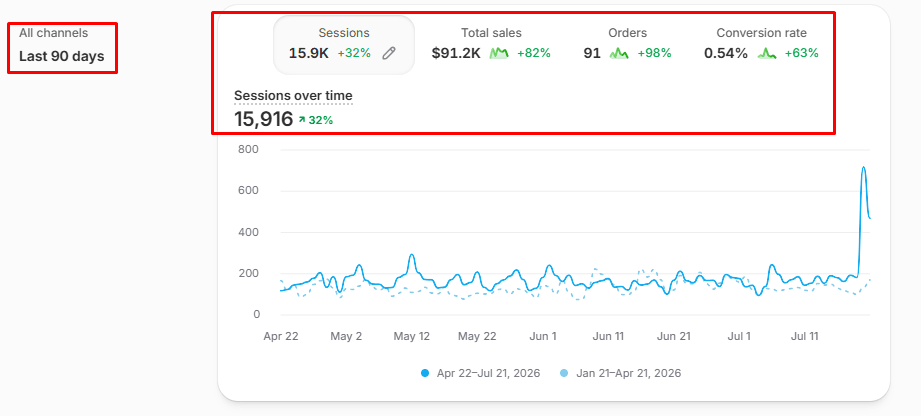 All channels
Last 90 days
Sessions
15.9K +32%
Total sales
$91.2K +82%
Orders
91 +98%
Conversion rate
0.54% +63%
Sessions over time
15,916 ↗ 32%
800
600
400
200
0
Apr 22 May 2 May 12 May 22 Jun 1 Jun 11 Jun 21 Jul 1 Jul 11
Apr 22–Jul 21, 2026 Jan 21–Apr 21, 2026